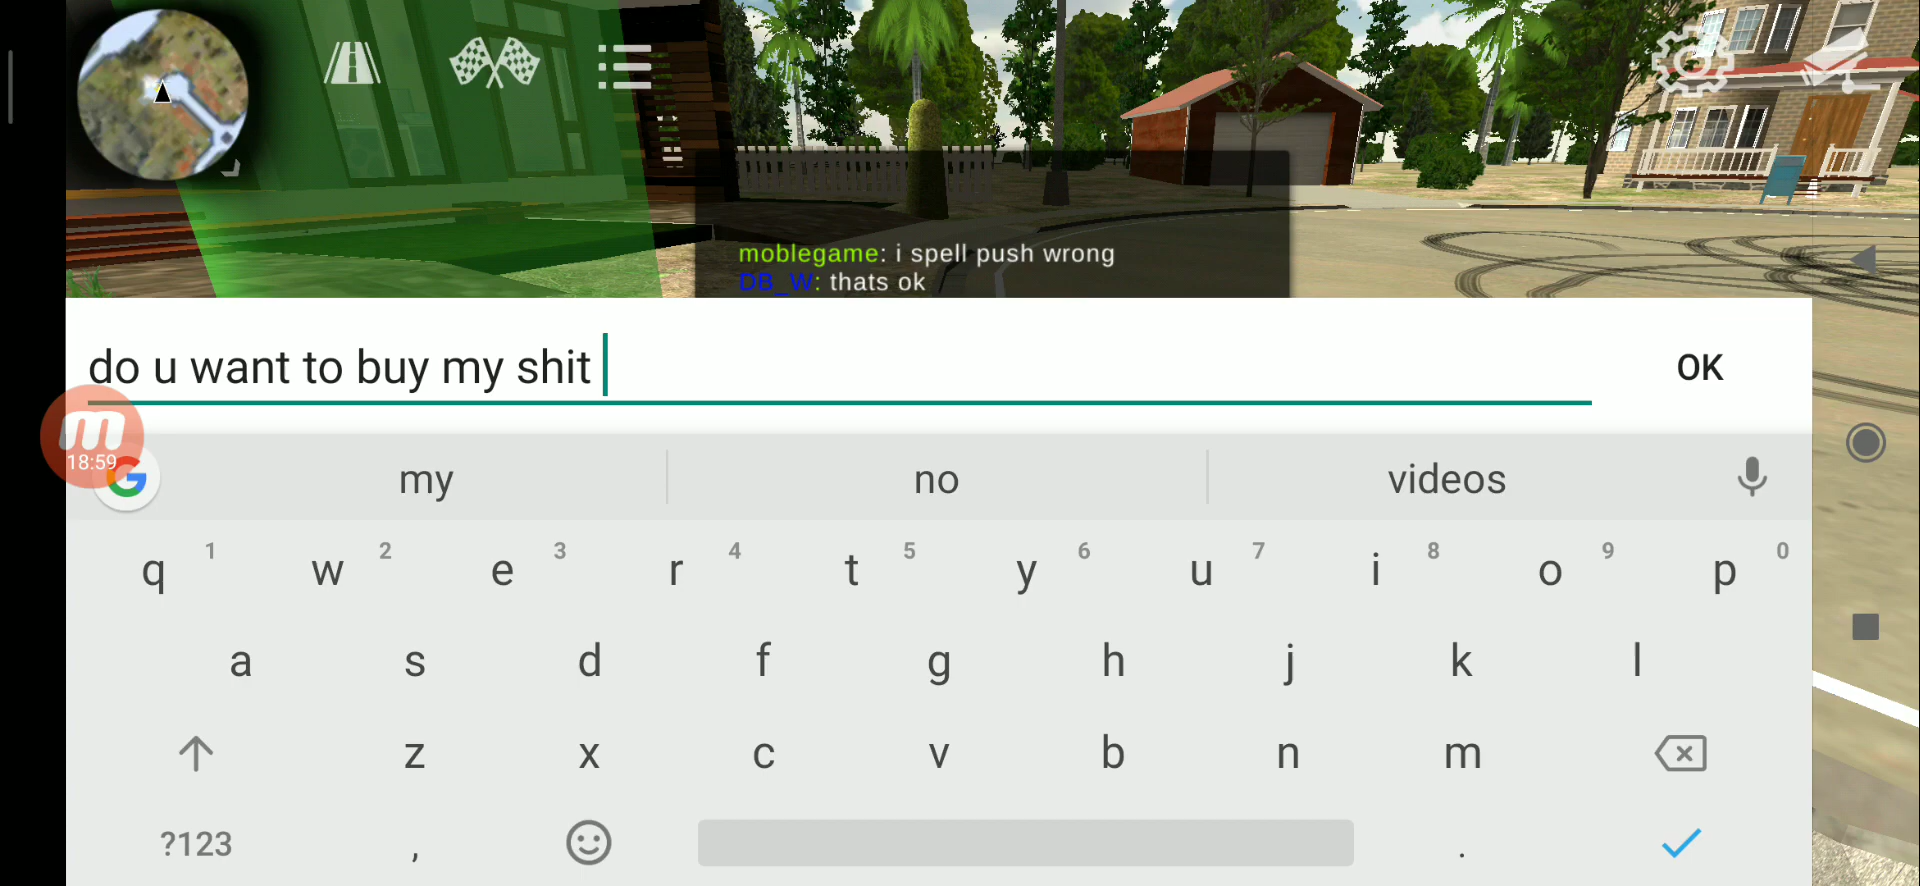 moblegame: i spell push wrong
DB_W: thats ok
do u want to buy my shit
OK
18:59
my no videos
1 2 3 4 5 6 7 8 9 0
q w e r t y u i o p
a s d f g h j k l
z x c v b n m
?123 , .